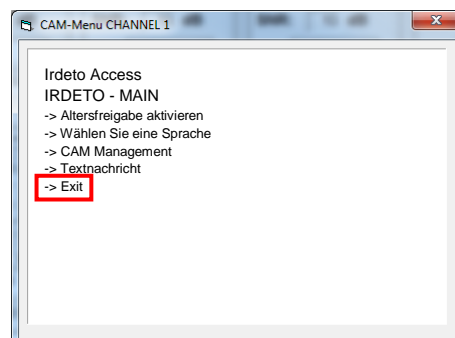 CAM-Menu CHANNEL 1
Irdeto Access
IRDETO - MAIN
-> Altersfreigabe aktivieren
-> Wählen Sie eine Sprache
-> CAM Management
-> Textnachricht
-> Exit